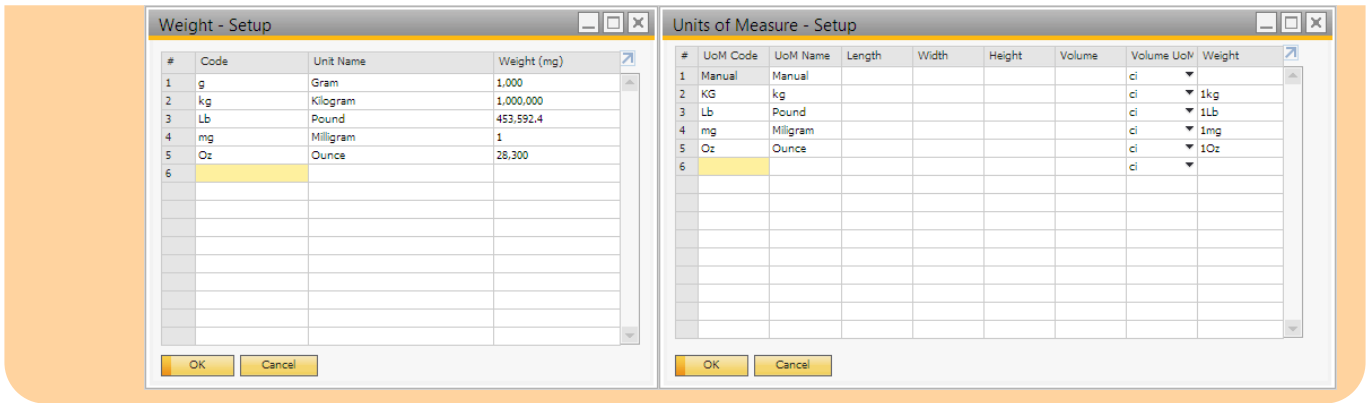 Weight - Setup
# Code Unit Name Weight (mg)
1 g Gram 1,000
2 kg Kilogram 1,000,000
3 Lb Pound 453,592.4
4 mg Milligram 1
5 Oz Ounce 28,300
6
OK Cancel
Units of Measure - Setup
# UoM Code UoM Name Length Width Height Volume Volume UoM Weight
1 Manual Manual ci
2 KG kg ci 1kg
3 Lb Pound ci 1Lb
4 mg Miligram ci 1mg
5 Oz Ounce ci 1Oz
6 ci
OK Cancel